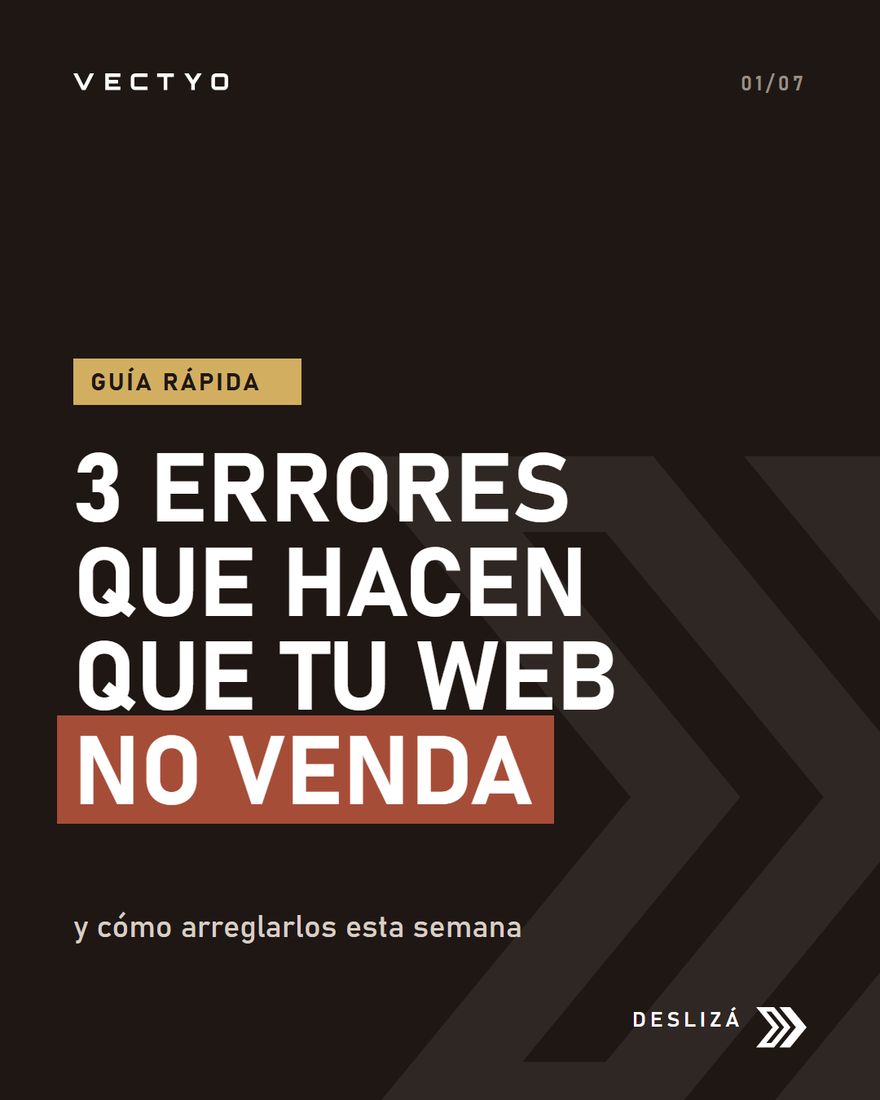 VECTYO
01/07
GUÍA RÁPIDA
3 ERRORES
QUE HACEN
QUE TU WEB
NO VENDA
y cómo arreglarlos esta semana
DESLIZÁ